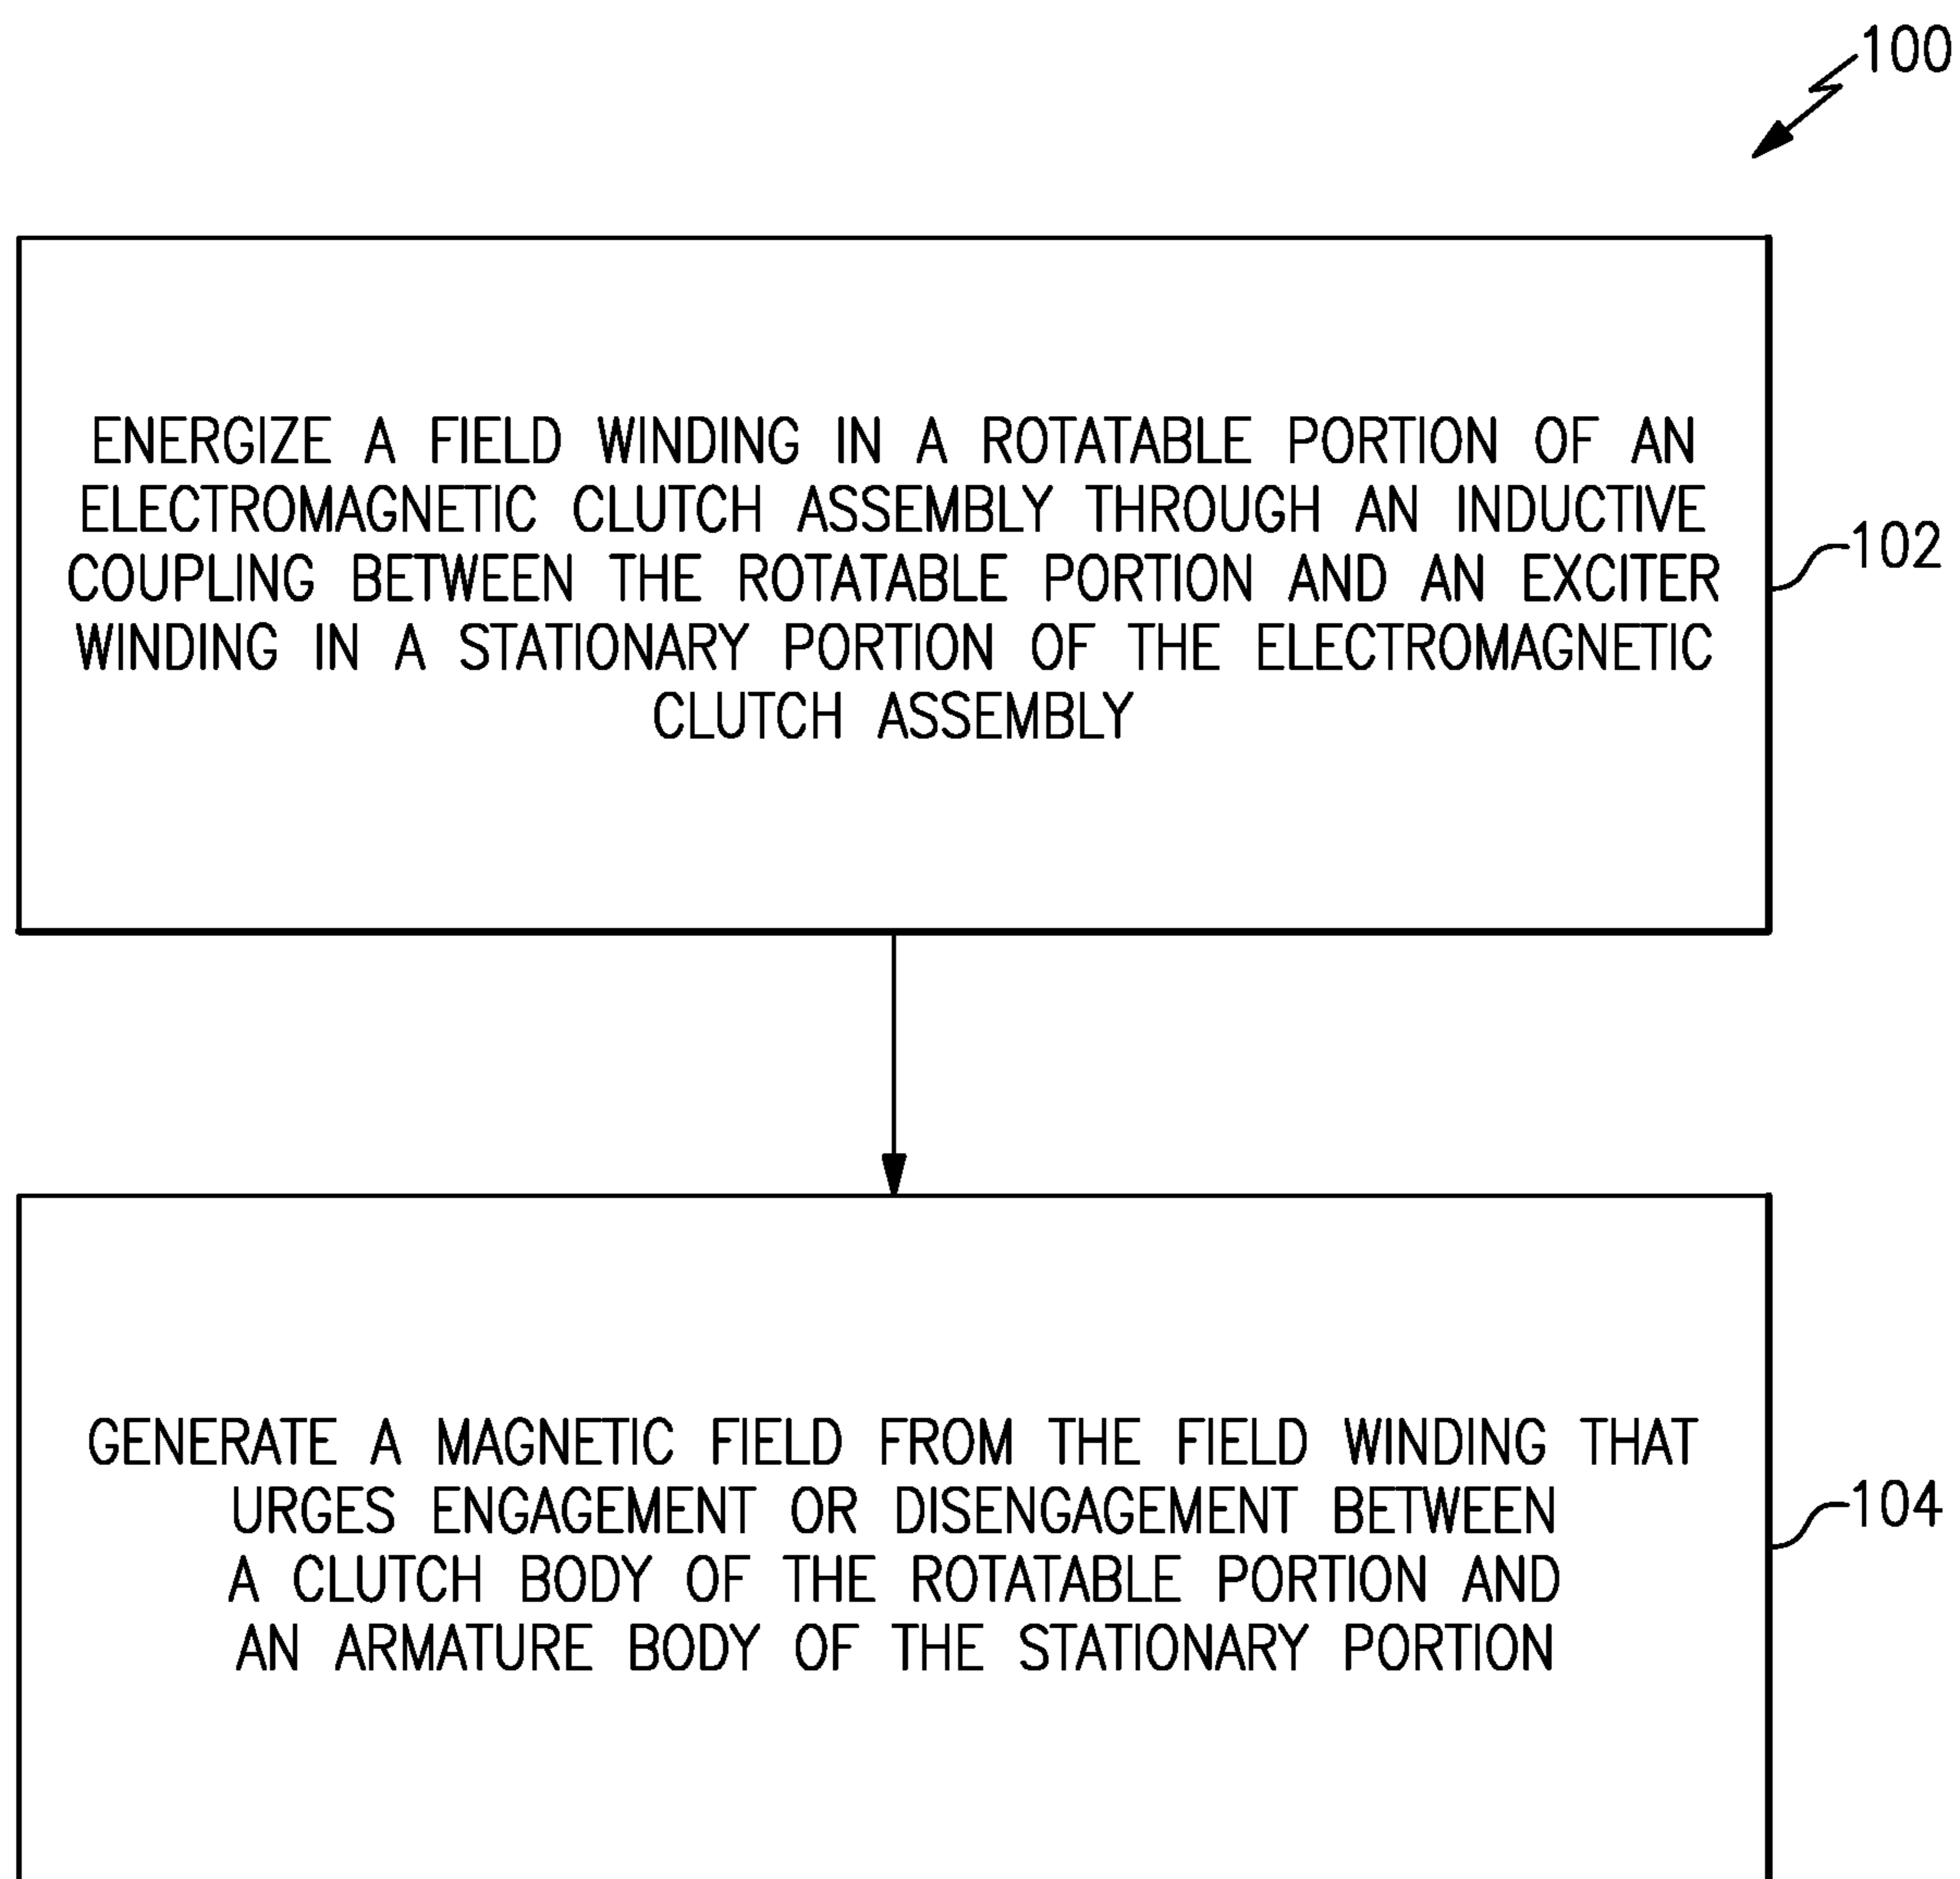 100
ENERGIZE A FIELD WINDING IN A ROTATABLE PORTION OF AN
ELECTROMAGNETIC CLUTCH ASSEMBLY THROUGH AN INDUCTIVE
COUPLING BETWEEN THE ROTATABLE PORTION AND AN EXCITER
WINDING IN A STATIONARY PORTION OF THE ELECTROMAGNETIC
CLUTCH ASSEMBLY
102
GENERATE A MAGNETIC FIELD FROM THE FIELD WINDING THAT
URGES ENGAGEMENT OR DISENGAGEMENT BETWEEN
A CLUTCH BODY OF THE ROTATABLE PORTION AND
AN ARMATURE BODY OF THE STATIONARY PORTION
104